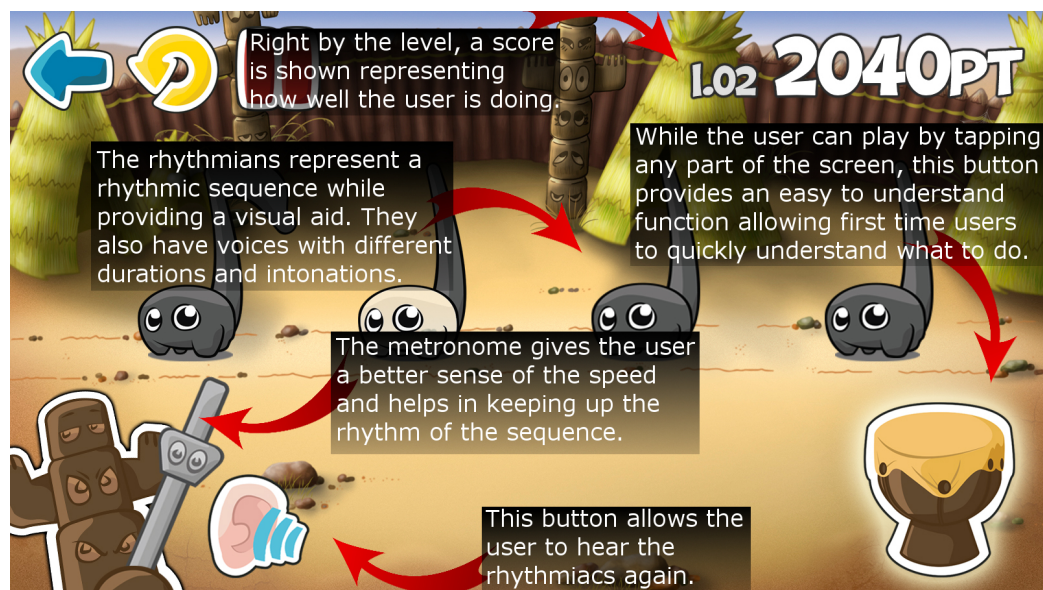 Right by the level, a score
is shown representing
how well the user is doing.
1.02 2040PT
The rhythmians represent a
rhythmic sequence while
providing a visual aid. They
also have voices with different
durations and intonations.
While the user can play by tapping
any part of the screen, this button
provides an easy to understand
function allowing first time users
to quickly understand what to do.
The metronome gives the user
a better sense of the speed
and helps in keeping up the
rhythm of the sequence.
This button allows the
user to hear the
rhythmiacs again.